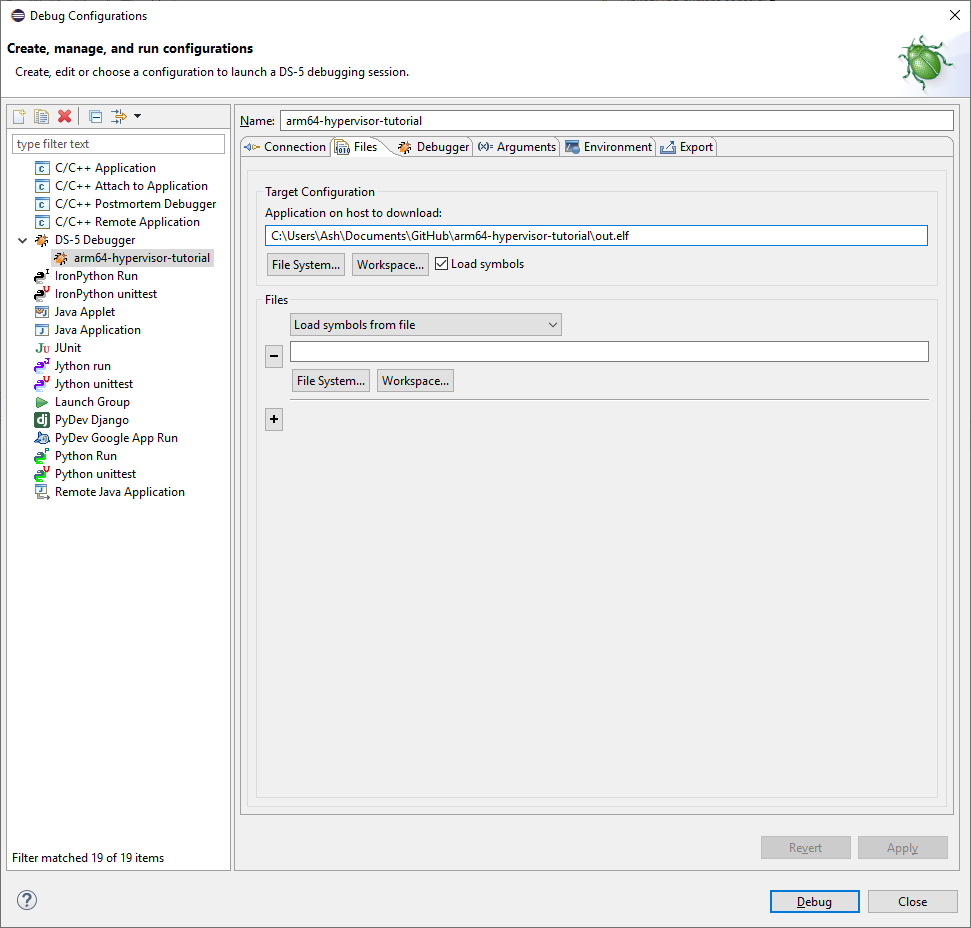 Debug Configurations
Create, manage, and run configurations
Create, edit or choose a configuration to launch a DS-5 debugging session.
type filter text
C/C++ Application
C/C++ Attach to Application
C/C++ Postmortem Debugger
C/C++ Remote Application
DS-5 Debugger
arm64-hypervisor-tutorial
IronPython Run
IronPython unittest
Java Applet
Java Application
JUnit
Jython run
Jython unittest
Launch Group
PyDev Django
PyDev Google App Run
Python Run
Python unittest
Remote Java Application
Filter matched 19 of 19 items
Name: arm64-hypervisor-tutorial
Connection Files Debugger Arguments Environment Export
Target Configuration
Application on host to download:
C:\Users\Ash\Documents\GitHub\arm64-hypervisor-tutorial\out.elf
File System... Workspace... Load symbols
Files
Load symbols from file
File System... Workspace...
Revert Apply
Debug Close